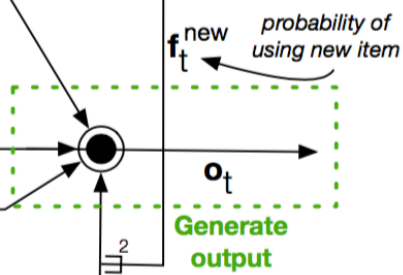 probability of
using new item
f_t^new
o_t
2
Generate
output